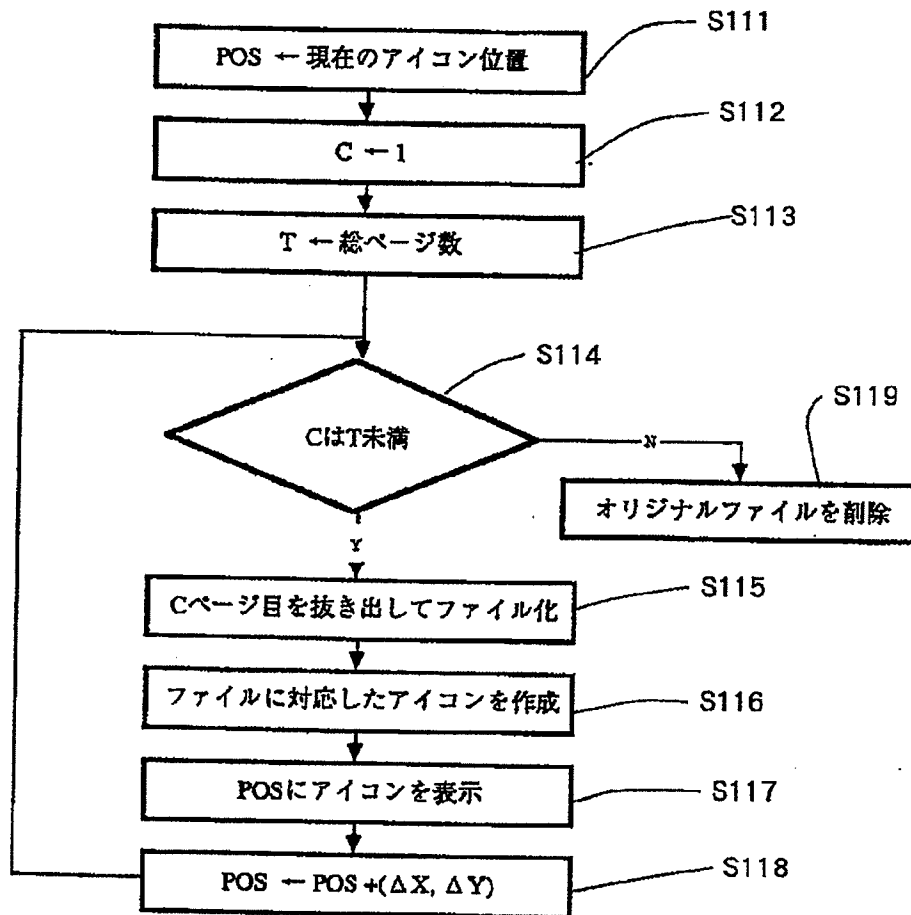 S111
POS ← 現在のアイコン位置
S112
C ← 1
S113
T ← 総ページ数
S114
CはT未満
N
S119
オリジナルファイルを削除
Y
S115
Cページ目を抜き出してファイル化
S116
ファイルに対応したアイコンを作成
S117
POSにアイコンを表示
S118
POS ← POS +(ΔX, ΔY)